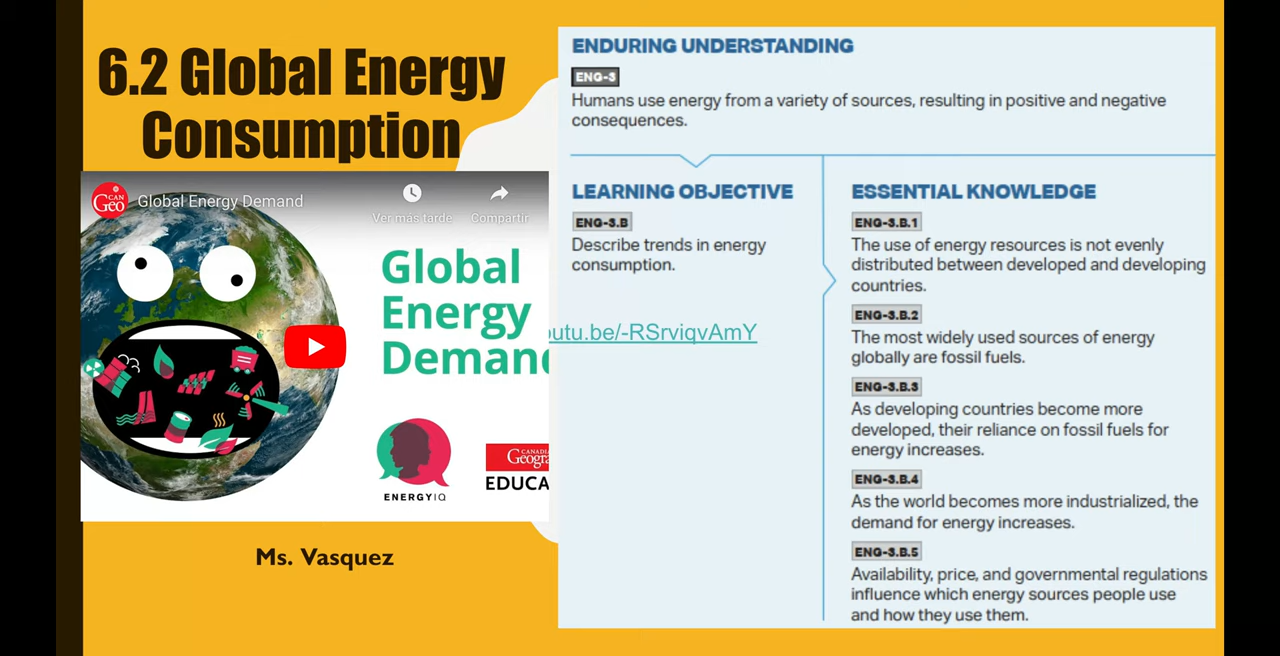 6.2 Global Energy
Consumption
CAN
Geo
Global Energy Demand
Ver más tarde
Compartir
Global
Energy
Demand
ENERGYIQ
CANADIA
Geogra
EDUCA
outu.be/-RSrviqvAmY
Ms. Vasquez
ENDURING UNDERSTANDING
ENG-3
Humans use energy from a variety of sources, resulting in positive and negative
consequences.
LEARNING OBJECTIVE
ENG-3.B
Describe trends in energy
consumption.
ESSENTIAL KNOWLEDGE
ENG-3.B.1
The use of energy resources is not evenly
distributed between developed and developing
countries.
ENG-3.B.2
The most widely used sources of energy
globally are fossil fuels.
ENG-3.B.3
As developing countries become more
developed, their reliance on fossil fuels for
energy increases.
ENG-3.B.4
As the world becomes more industrialized, the
demand for energy increases.
ENG-3.B.5
Availability, price, and governmental regulations
influence which energy sources people use
and how they use them.